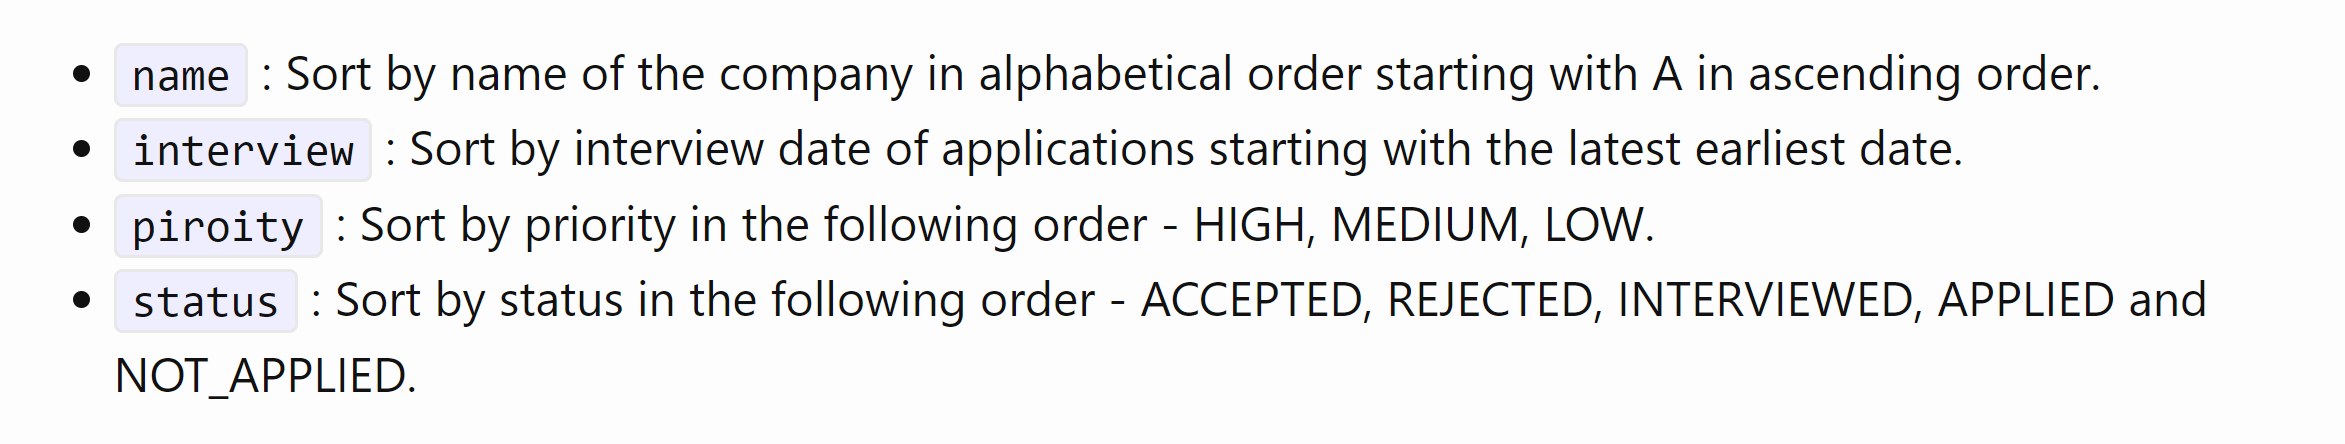 • name : Sort by name of the company in alphabetical order starting with A in ascending order.
• interview : Sort by interview date of applications starting with the latest earliest date.
• piroity : Sort by priority in the following order - HIGH, MEDIUM, LOW.
• status : Sort by status in the following order - ACCEPTED, REJECTED, INTERVIEWED, APPLIED and
NOT_APPLIED.